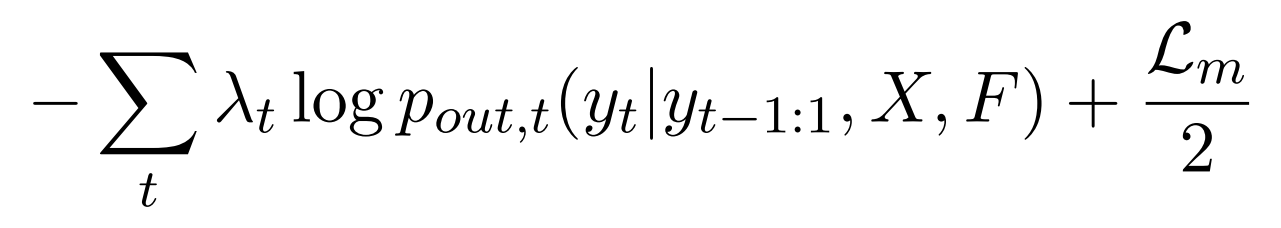 $-\sum_{t} \lambda_t \log p_{out,t}(y_t|y_{t-1:1}, X, F) + \frac{\mathcal{L}_m}{2}$